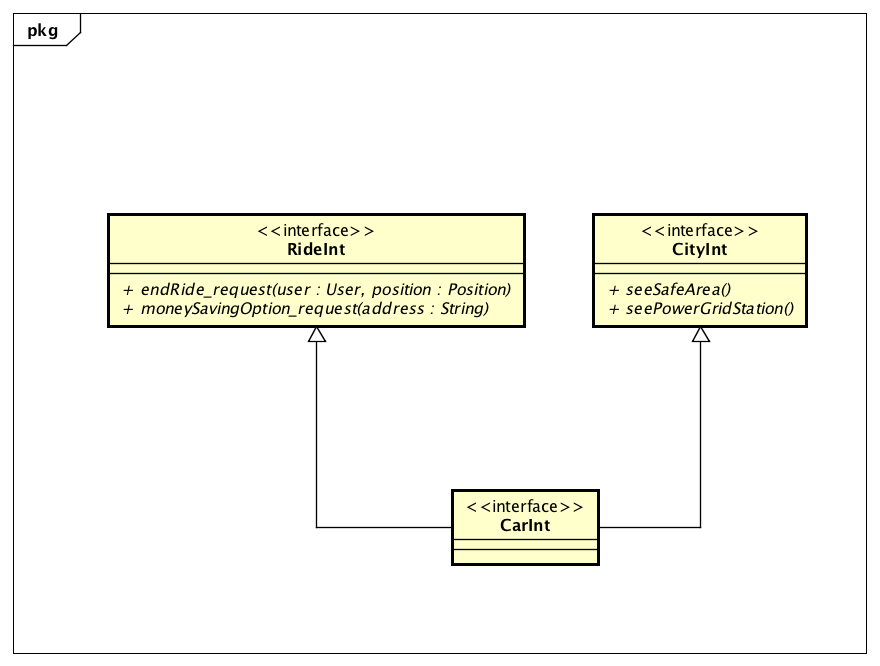 pkg
<<interface>>
RideInt
+ endRide_request(user : User, position : Position)
+ moneySavingOption_request(address : String)
<<interface>>
CityInt
+ seeSafeArea()
+ seePowerGridStation()
<<interface>>
CarInt